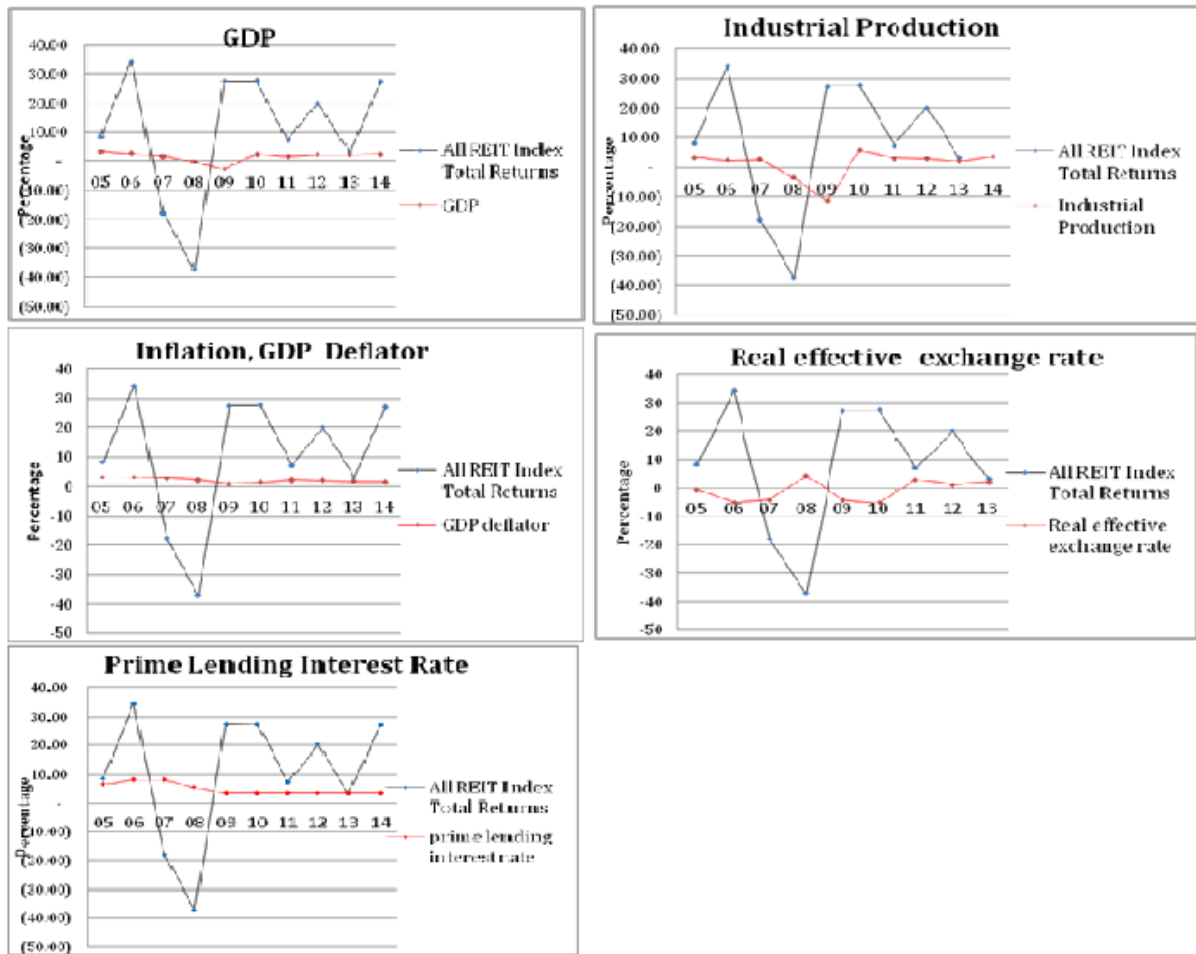 GDP
40.00
30.00
20.00
10.00
-
(10.00)
(20.00)
(30.00)
(40.00)
(50.00)
Percentage
05 06 07 08 09 10 11 12 13 14
All REIT Index
Total Returns
GDP
Industrial Production
40.00
30.00
20.00
10.00
-
(10.00)
(20.00)
(30.00)
(40.00)
(50.00)
Percentage
05 06 07 08 09 10 11 12 13 14
All REIT Index
Total Returns
Industrial
Production
Inflation, GDP Deflator
40
30
20
10
0
-10
-20
-30
-40
-50
Percentage
05 06 07 08 09 10 11 12 13 14
All REIT Index
Total Returns
GDP deflator
Real effective exchange rate
40
30
20
10
0
-10
-20
-30
-40
-50
Percentage
05 06 07 08 09 10 11 12 13
All REIT Index
Total Returns
Real effective
exchange rate
Prime Lending Interest Rate
40.00
30.00
20.00
10.00
-
(10.00)
(20.00)
(30.00)
(40.00)
(50.00)
Percentage
05 06 07 08 09 10 11 12 13 14
All REIT Index
Total Returns
prime lending
interest rate